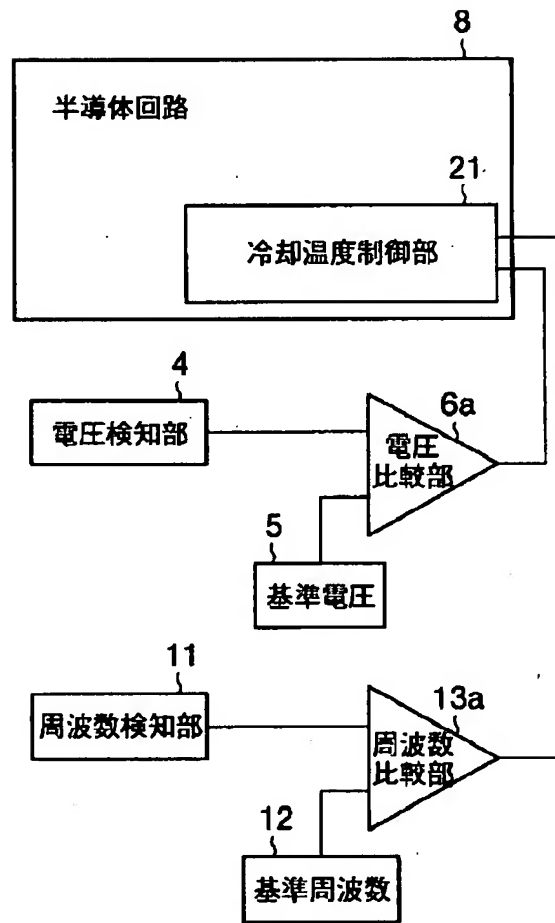 8
半導体回路
21
冷却温度制御部
4
電圧検知部
6a
電圧
比較部
5
基準電圧
11
周波数検知部
13a
周波数
比較部
12
基準周波数